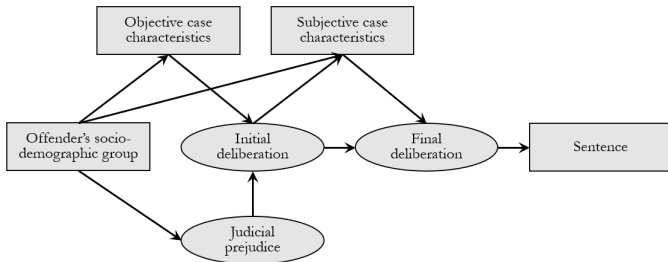 Objective case
characteristics
Subjective case
characteristics
Offender's socio-
demographic group
Initial
deliberation
Final
deliberation
Sentence
Judicial
prejudice